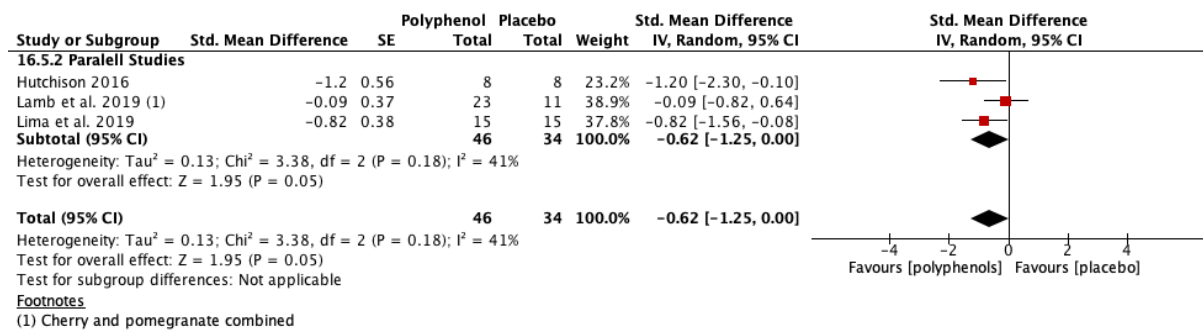 Polyphenol Placebo Std. Mean Difference Std. Mean Difference
Study or Subgroup Std. Mean Difference SE Total Total Weight IV, Random, 95% CI IV, Random, 95% CI
16.5.2 Paralell Studies
Hutchison 2016 −1.2 0.56 8 8 23.2% −1.20 [−2.30, −0.10]
Lamb et al. 2019 (1) −0.09 0.37 23 11 38.9% −0.09 [−0.82, 0.64]
Lima et al. 2019 −0.82 0.38 15 15 37.8% −0.82 [−1.56, −0.08]
Subtotal (95% CI) 46 34 100.0% −0.62 [−1.25, 0.00]
Heterogeneity: Tau² = 0.13; Chi² = 3.38, df = 2 (P = 0.18); I² = 41%
Test for overall effect: Z = 1.95 (P = 0.05)
Total (95% CI) 46 34 100.0% −0.62 [−1.25, 0.00]
Heterogeneity: Tau² = 0.13; Chi² = 3.38, df = 2 (P = 0.18); I² = 41%
Test for overall effect: Z = 1.95 (P = 0.05)
Test for subgroup differences: Not applicable
Footnotes
(1) Cherry and pomegranate combined
−4 −2 0 2 4
Favours [polyphenols] Favours [placebo]